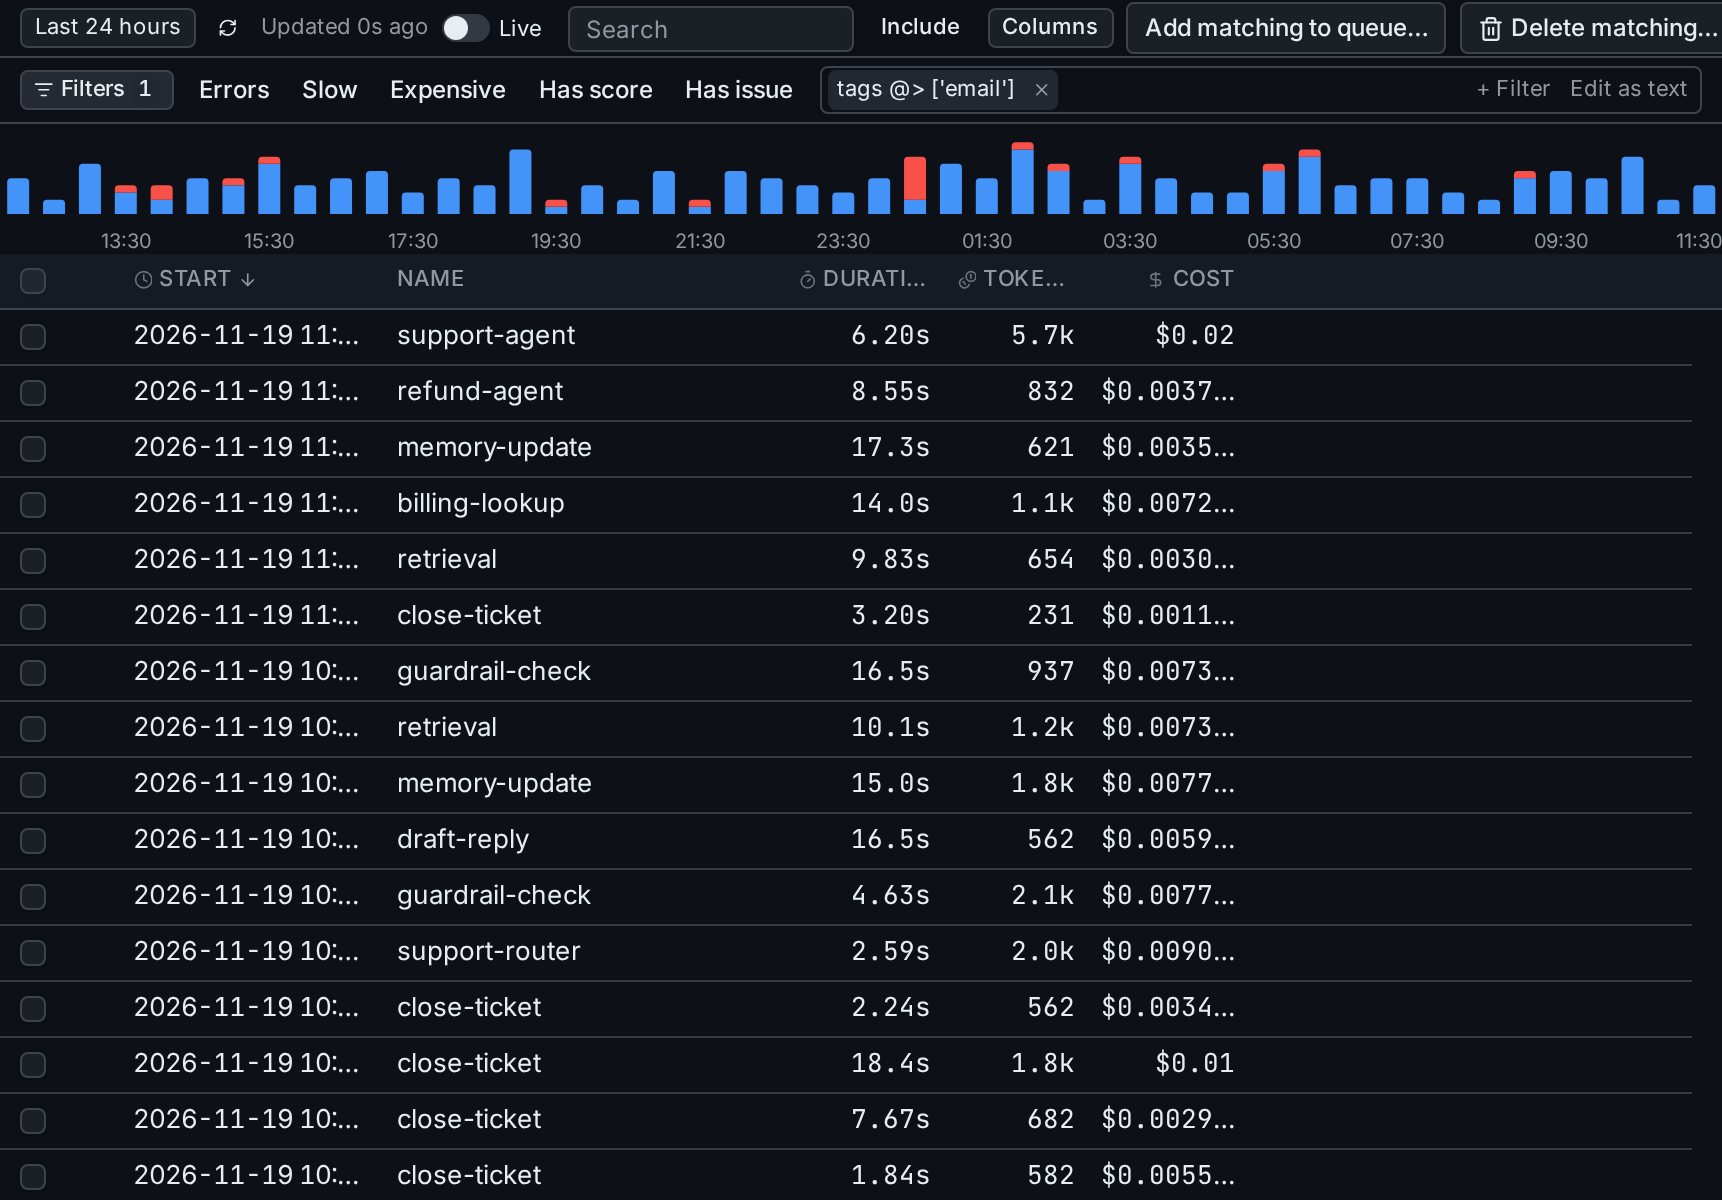 Last 24 hours Updated 0s ago Live Search Include Columns Add matching to queue... Delete matching...
Filters 1 Errors Slow Expensive Has score Has issue tags @> ['email'] × + Filter Edit as text
13:30 15:30 17:30 19:30 21:30 23:30 01:30 03:30 05:30 07:30 09:30 11:30
START ↓ NAME DURATI... TOKE... $ COST
2026-11-19 11:... support-agent 6.20s 5.7k $0.02
2026-11-19 11:... refund-agent 8.55s 832 $0.0037...
2026-11-19 11:... memory-update 17.3s 621 $0.0035...
2026-11-19 11:... billing-lookup 14.0s 1.1k $0.0072...
2026-11-19 11:... retrieval 9.83s 654 $0.0030...
2026-11-19 11:... close-ticket 3.20s 231 $0.0011...
2026-11-19 10:... guardrail-check 16.5s 937 $0.0073...
2026-11-19 10:... retrieval 10.1s 1.2k $0.0073...
2026-11-19 10:... memory-update 15.0s 1.8k $0.0077...
2026-11-19 10:... draft-reply 16.5s 562 $0.0059...
2026-11-19 10:... guardrail-check 4.63s 2.1k $0.0077...
2026-11-19 10:... support-router 2.59s 2.0k $0.0090...
2026-11-19 10:... close-ticket 2.24s 562 $0.0034...
2026-11-19 10:... close-ticket 18.4s 1.8k $0.01
2026-11-19 10:... close-ticket 7.67s 682 $0.0029...
2026-11-19 10:... close-ticket 1.84s 582 $0.0055...